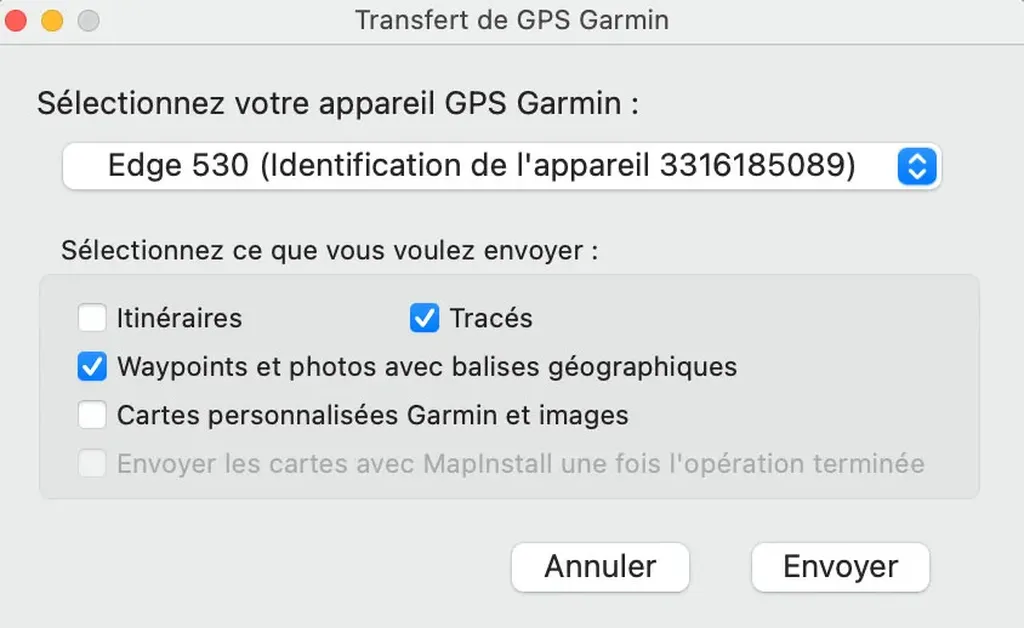 Transfert de GPS Garmin
Sélectionnez votre appareil GPS Garmin :
Edge 530 (Identification de l'appareil 3316185089)
Sélectionnez ce que vous voulez envoyer :
Itinéraires Tracés
Waypoints et photos avec balises géographiques
Cartes personnalisées Garmin et images
Envoyer les cartes avec MapInstall une fois l'opération terminée
Annuler Envoyer